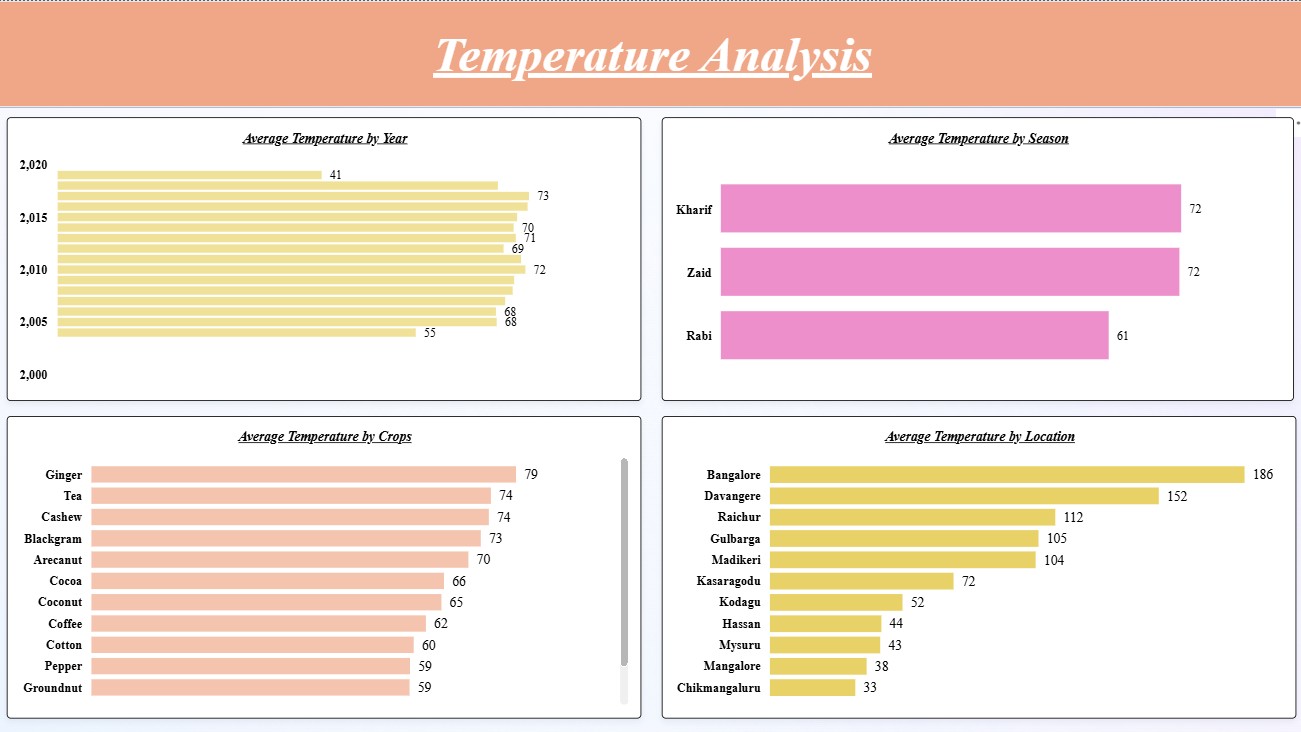 Temperature Analysis
Average Temperature by Year
2,020
41
73
2,015
70
71
69
2,010
72
68
2,005
68
55
2,000
Average Temperature by Season
Kharif 72
Zaid 72
Rabi 61
Average Temperature by Crops
Ginger 79
Tea 74
Cashew 74
Blackgram 73
Arecanut 70
Cocoa 66
Coconut 65
Coffee 62
Cotton 60
Pepper 59
Groundnut 59
Average Temperature by Location
Bangalore 186
Davangere 152
Raichur 112
Gulbarga 105
Madikeri 104
Kasaragodu 72
Kodagu 52
Hassan 44
Mysuru 43
Mangalore 38
Chikmangaluru 33